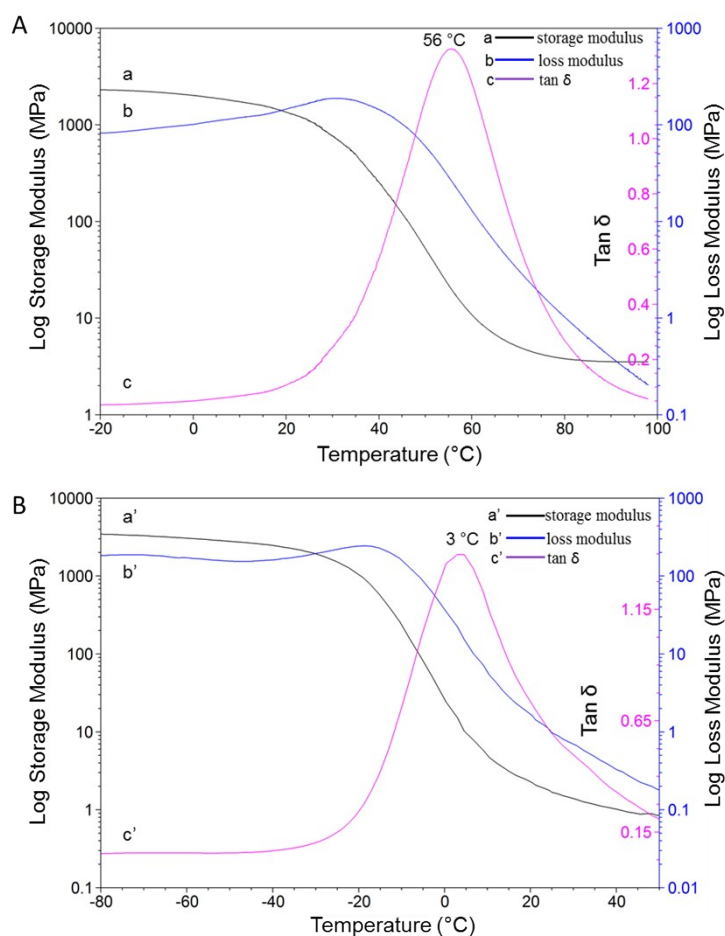 A
56 °C
a storage modulus
b loss modulus
c tan δ
a
b
c
Log Storage Modulus (MPa)
10000
1000
100
10
1
Tan δ
1.2
1.0
0.8
0.6
0.4
0.2
Log Loss Modulus (MPa)
1000
100
10
1
0.1
-20
0
20
40
60
80
100
Temperature (°C)
B
3 °C
a' storage modulus
b' loss modulus
c' tan δ
a'
b'
c'
Log Storage Modulus (MPa)
10000
1000
100
10
1
0.1
Tan δ
1.15
0.65
0.15
Log Loss Modulus (MPa)
1000
100
10
1
0.1
0.01
-80
-60
-40
-20
0
20
40
Temperature (°C)